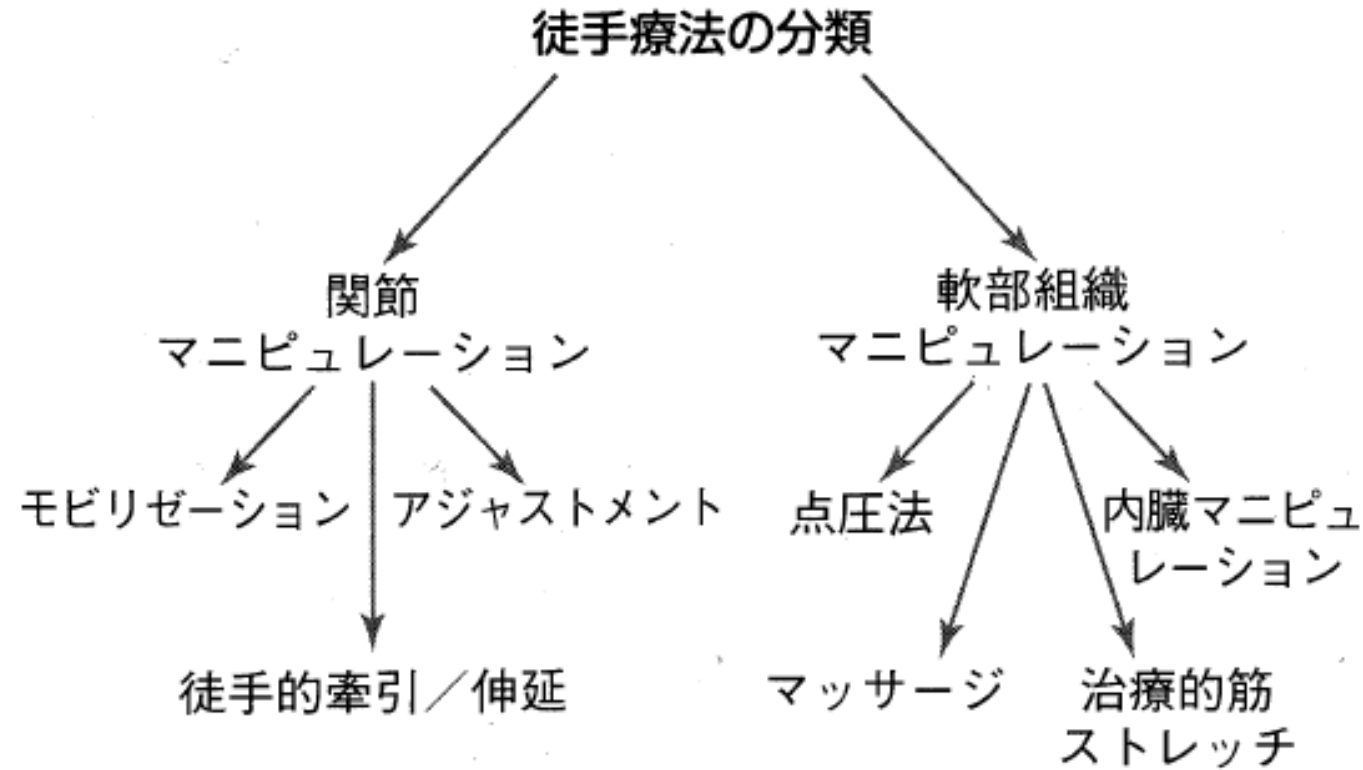 徒手療法の分類
関節
マニピュレーション
軟部組織
マニピュレーション
モビリゼーション
アジャストメント
点圧法
内臓マニピュ
レーション
徒手的牽引／伸延
マッサージ
治療的筋
ストレッチ